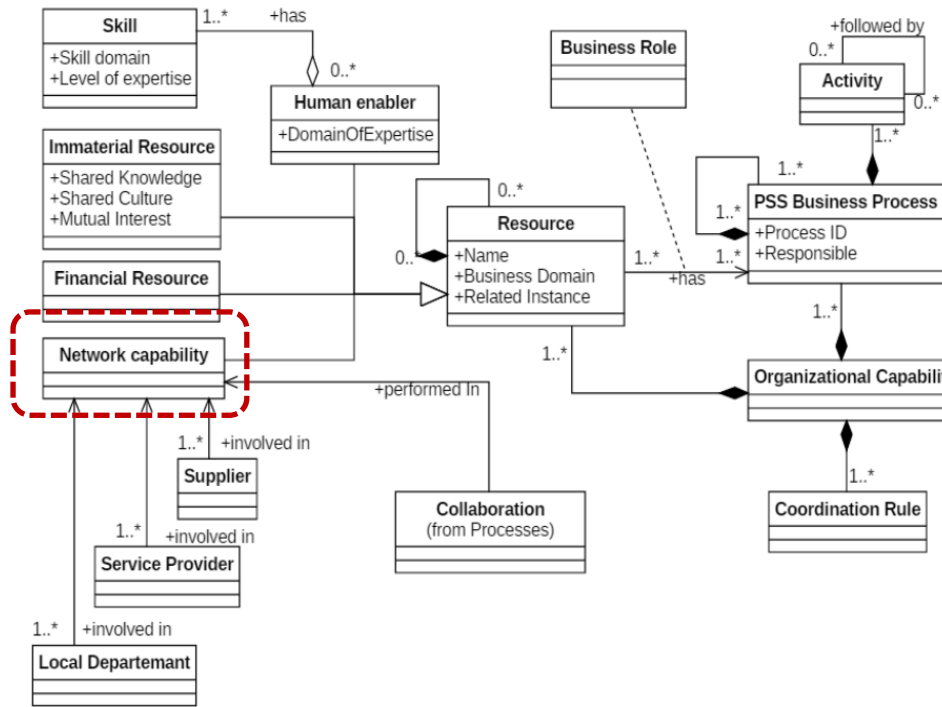 Skill
+Skill domain
+Level of expertise
1..*
+has
0..*
Human enabler
+DomainOfExpertise
Immaterial Resource
+Shared Knowledge
+Shared Culture
+Mutual Interest
Financial Resource
Network capability
Business Role
+followed by
0..*
Activity
0..*
1..*
1..*
PSS Business Process
1..*
+Process ID
+Responsible
1..*
0..*
Resource
0..*
+Name
+Business Domain
+Related Instance
1..*
+has
1..*
1..*
Organizational Capabilit
+performed In
1..*
+involved in
Supplier
Collaboration
(from Processes)
1..*
Coordination Rule
1..*
+involved in
Service Provider
1..*
+involved in
Local Departemant